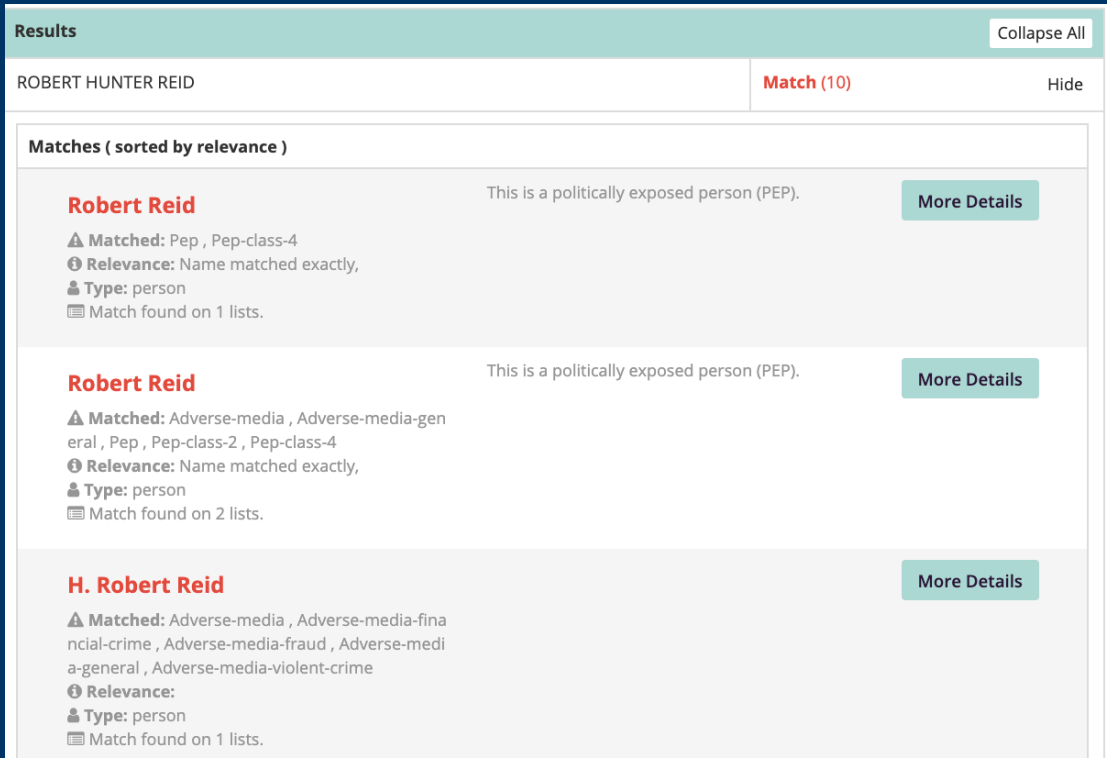 Results
Collapse All
ROBERT HUNTER REID
Match (10)
Hide
Matches ( sorted by relevance )
Robert Reid
This is a politically exposed person (PEP).
More Details
Matched: Pep , Pep-class-4
Relevance: Name matched exactly,
Type: person
Match found on 1 lists.
Robert Reid
This is a politically exposed person (PEP).
More Details
Matched: Adverse-media , Adverse-media-gen
eral , Pep , Pep-class-2 , Pep-class-4
Relevance: Name matched exactly,
Type: person
Match found on 2 lists.
H. Robert Reid
More Details
Matched: Adverse-media , Adverse-media-fina
ncial-crime , Adverse-media-fraud , Adverse-medi
a-general , Adverse-media-violent-crime
Relevance:
Type: person
Match found on 1 lists.